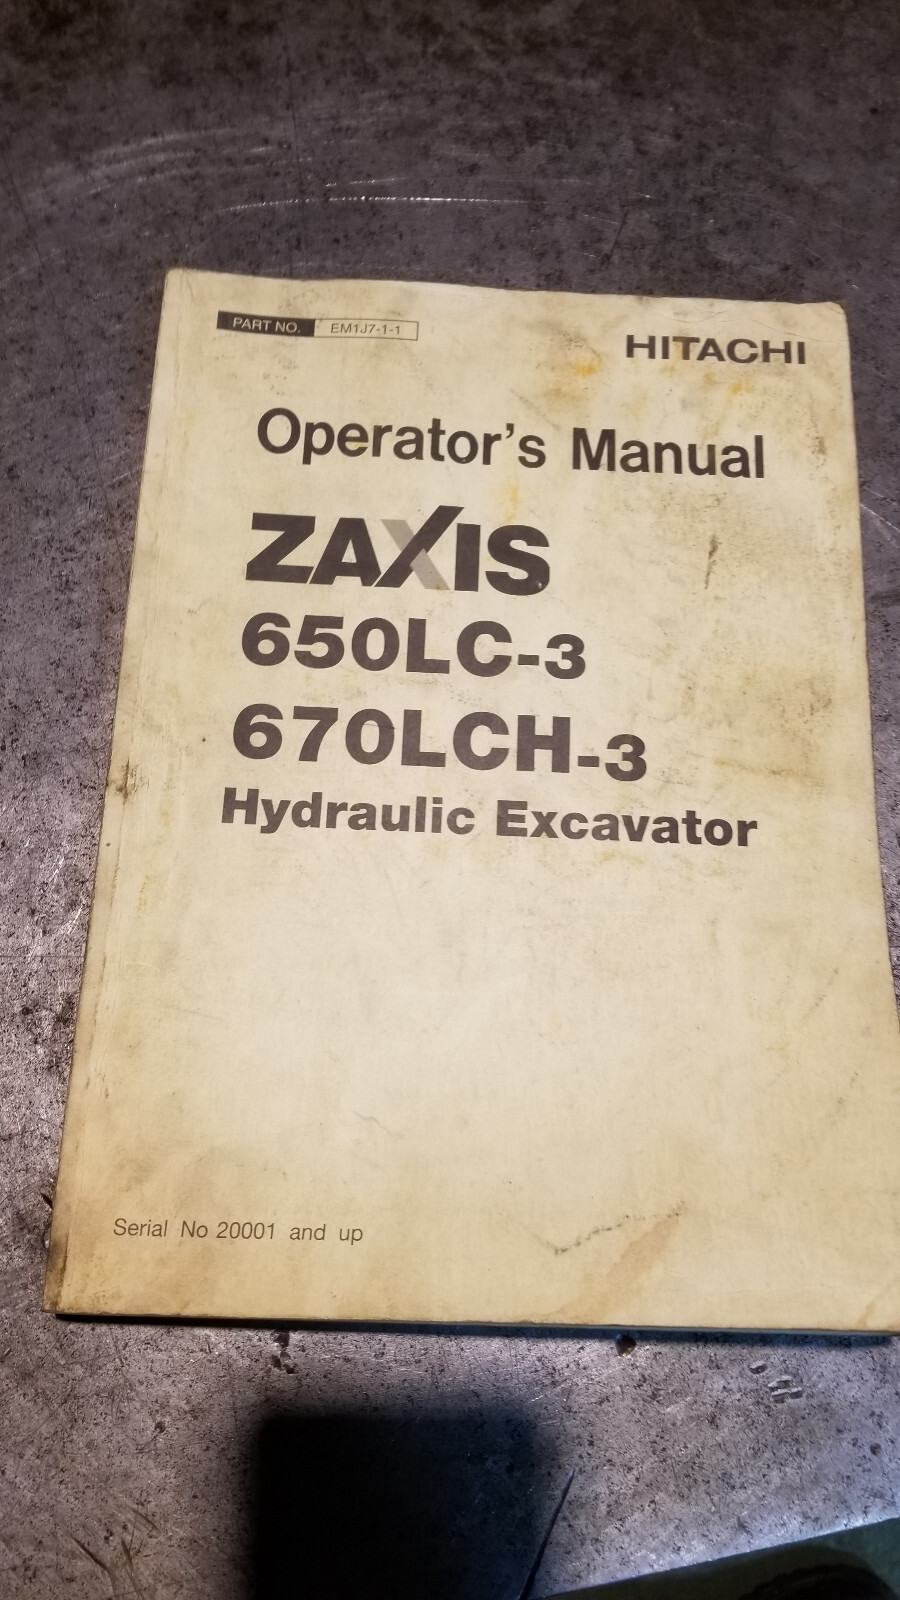 PART NO. EM1J7-1-1
HITACHI
Operator's Manual
ZAXIS
650LC-3
670LCH-3
Hydraulic Excavator
Serial No 20001 and up